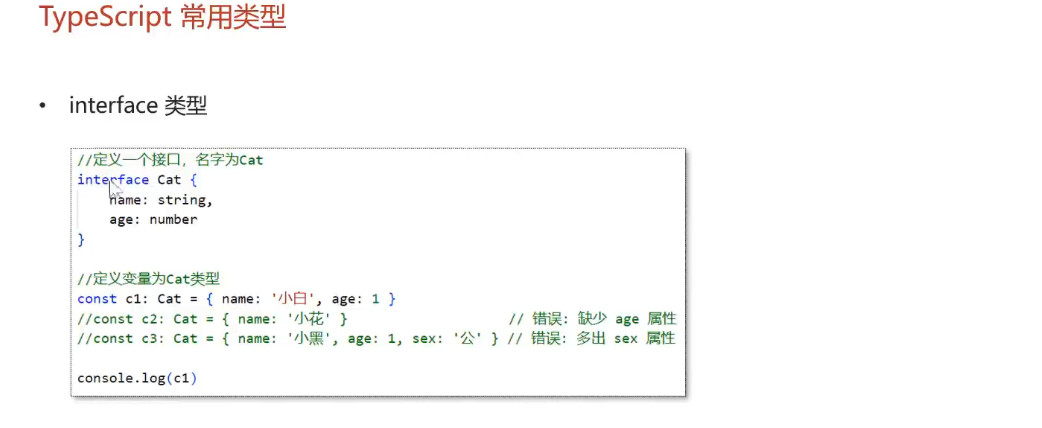 TypeScript 常用类型
• interface 类型
//定义一个接口，名字为Cat
interface Cat {
    name: string,
    age: number
}
//定义变量为Cat类型
const c1: Cat = { name: '小白', age: 1 }
//const c2: Cat = { name: '小花' }                    // 错误: 缺少 age 属性
//const c3: Cat = { name: '小黑', age: 1, sex: '公' } // 错误: 多出 sex 属性
console.log(c1)